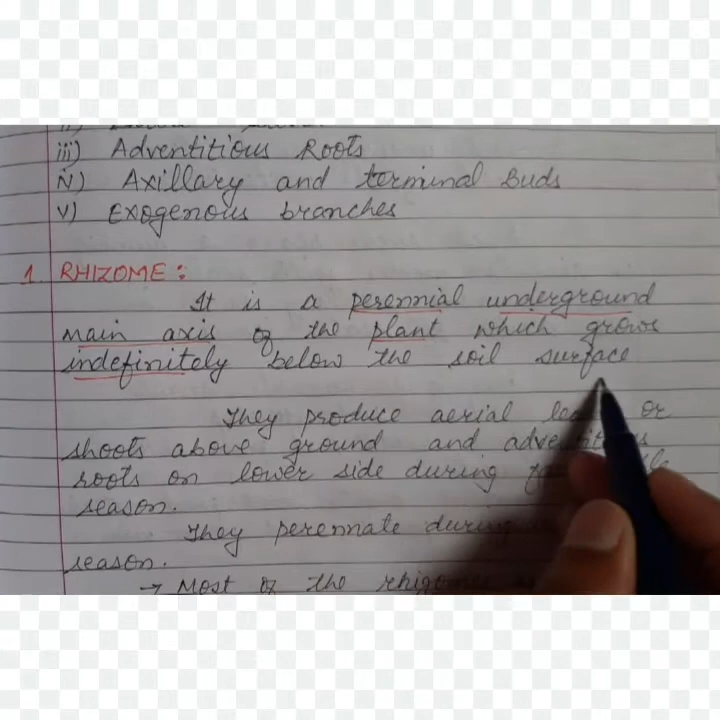 iii) Adventitious Roots
iv) Axillary and terminal Buds
v) Exogenous branches
1. RHIZOME :
It is a perennial underground
main axis of the plant which grows
indefinitely below the soil surface
They produce aerial or
shoots above ground and
roots on lower side during
season.
They perennate during
season.
→ Most of the